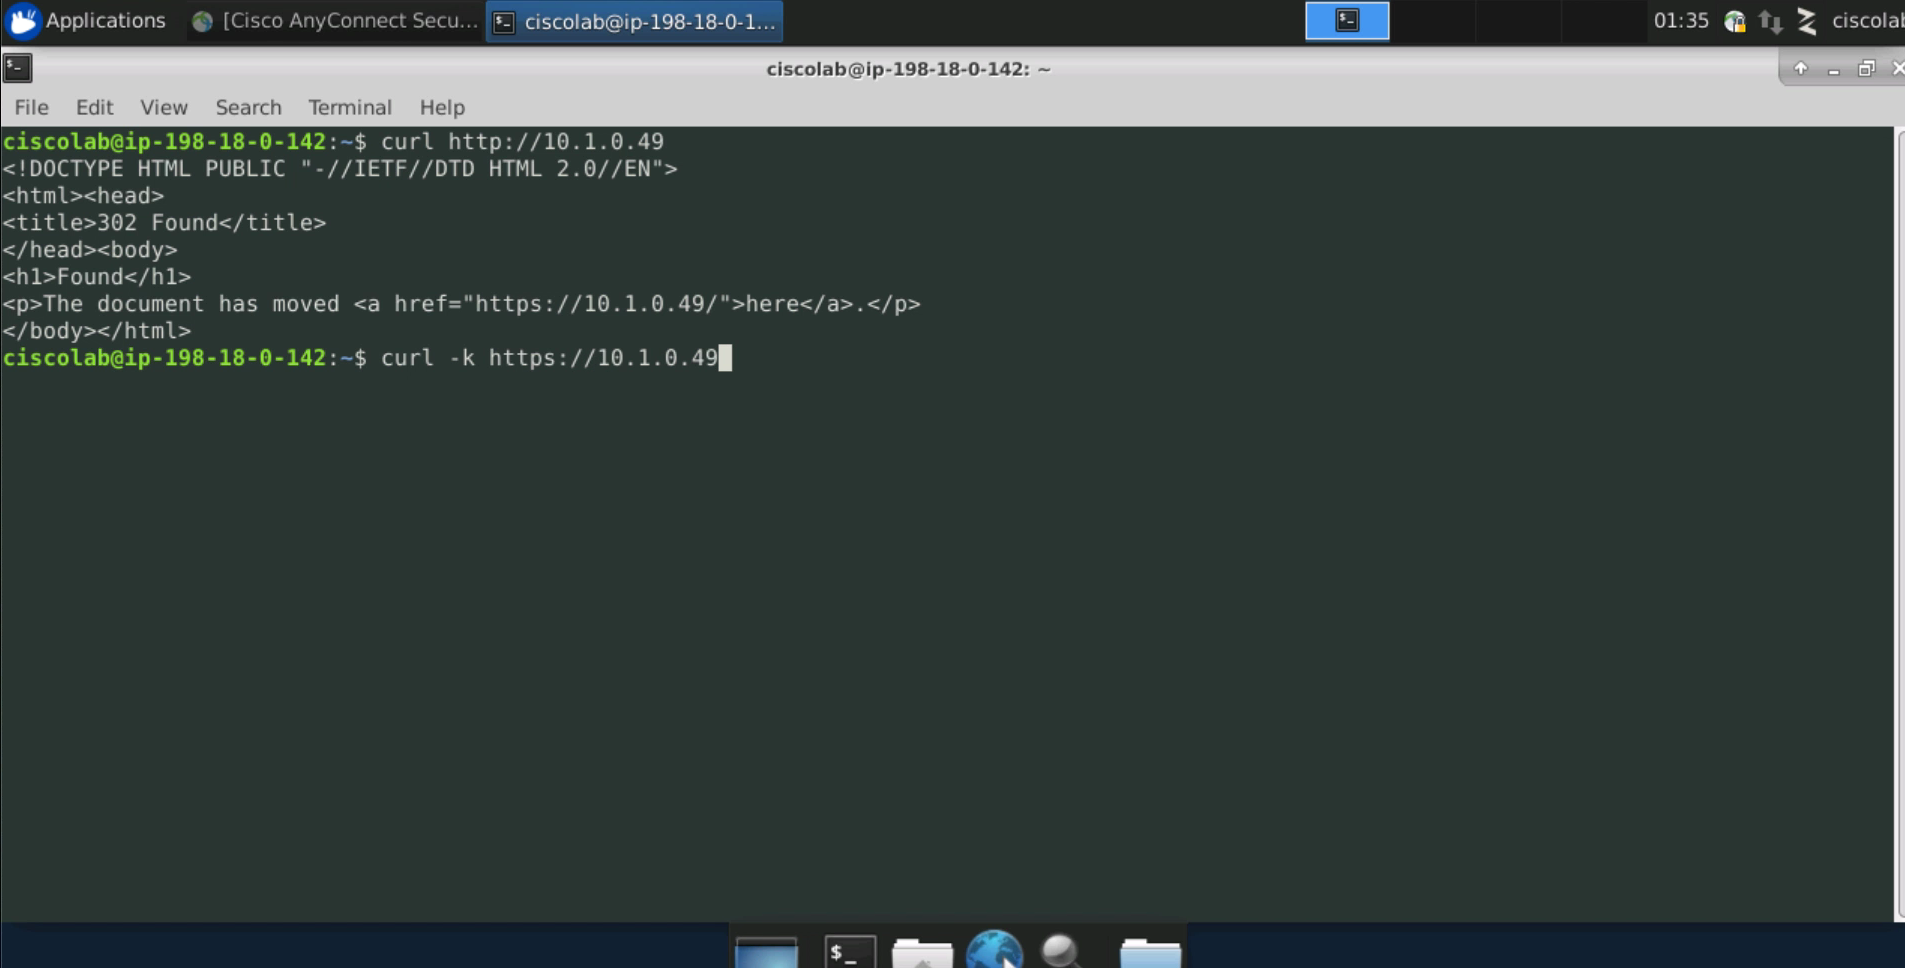 Applications [Cisco AnyConnect Secu... ciscolab@ip-198-18-0-1... 01:35 ciscolab
ciscolab@ip-198-18-0-142: ~
File Edit View Search Terminal Help
ciscolab@ip-198-18-0-142:~$ curl http://10.1.0.49
<!DOCTYPE HTML PUBLIC "-//IETF//DTD HTML 2.0//EN">
<html><head>
<title>302 Found</title>
</head><body>
<h1>Found</h1>
<p>The document has moved <a href="https://10.1.0.49/">here</a>.</p>
</body></html>
ciscolab@ip-198-18-0-142:~$ curl -k https://10.1.0.49